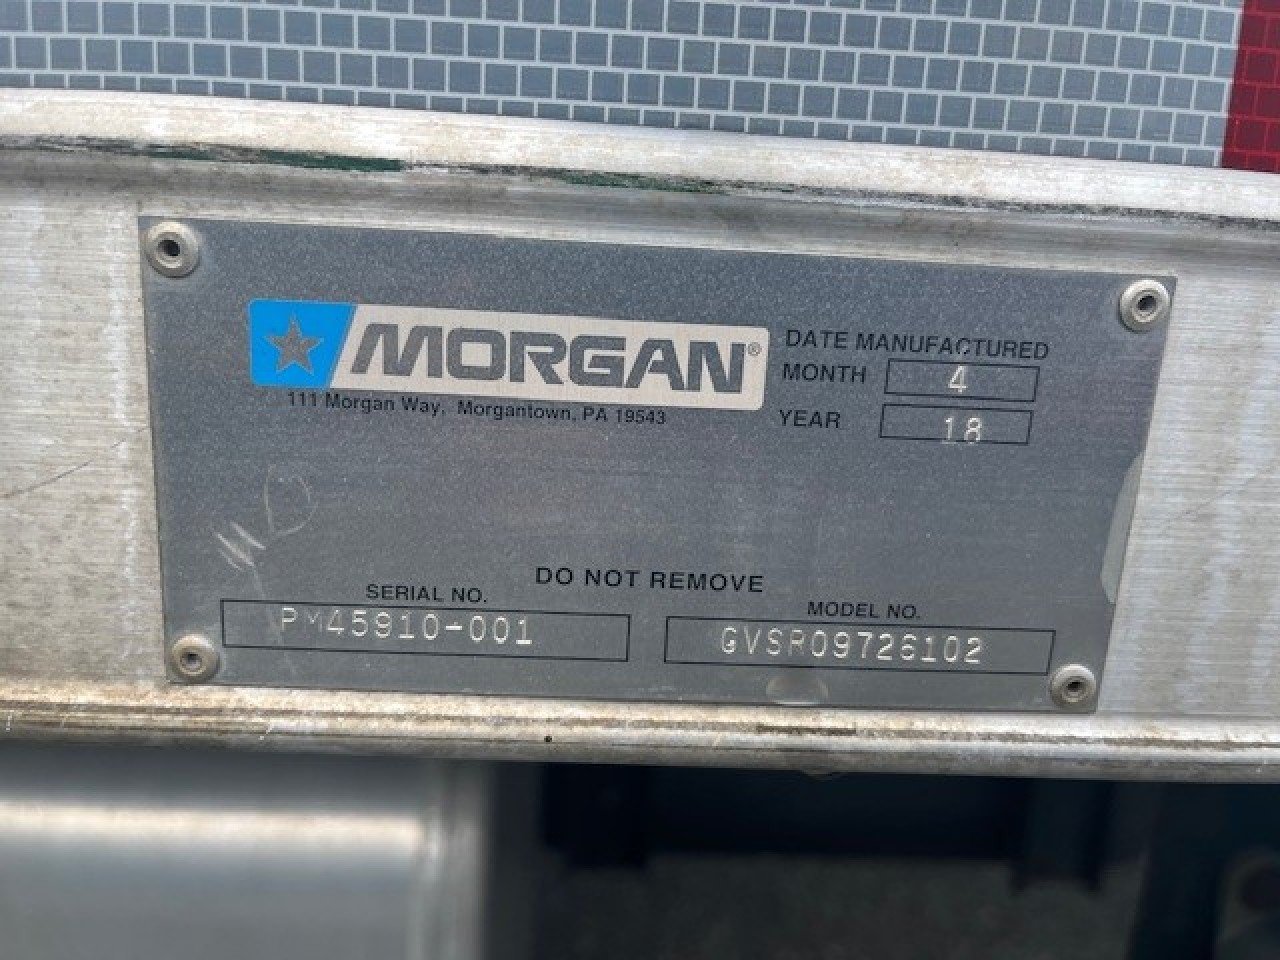 MORGAN®
111 Morgan Way, Morgantown, PA 19543
DATE MANUFACTURED
MONTH 4
YEAR 18
DO NOT REMOVE
SERIAL NO.
PM45910-001
MODEL NO.
GVSR09726102